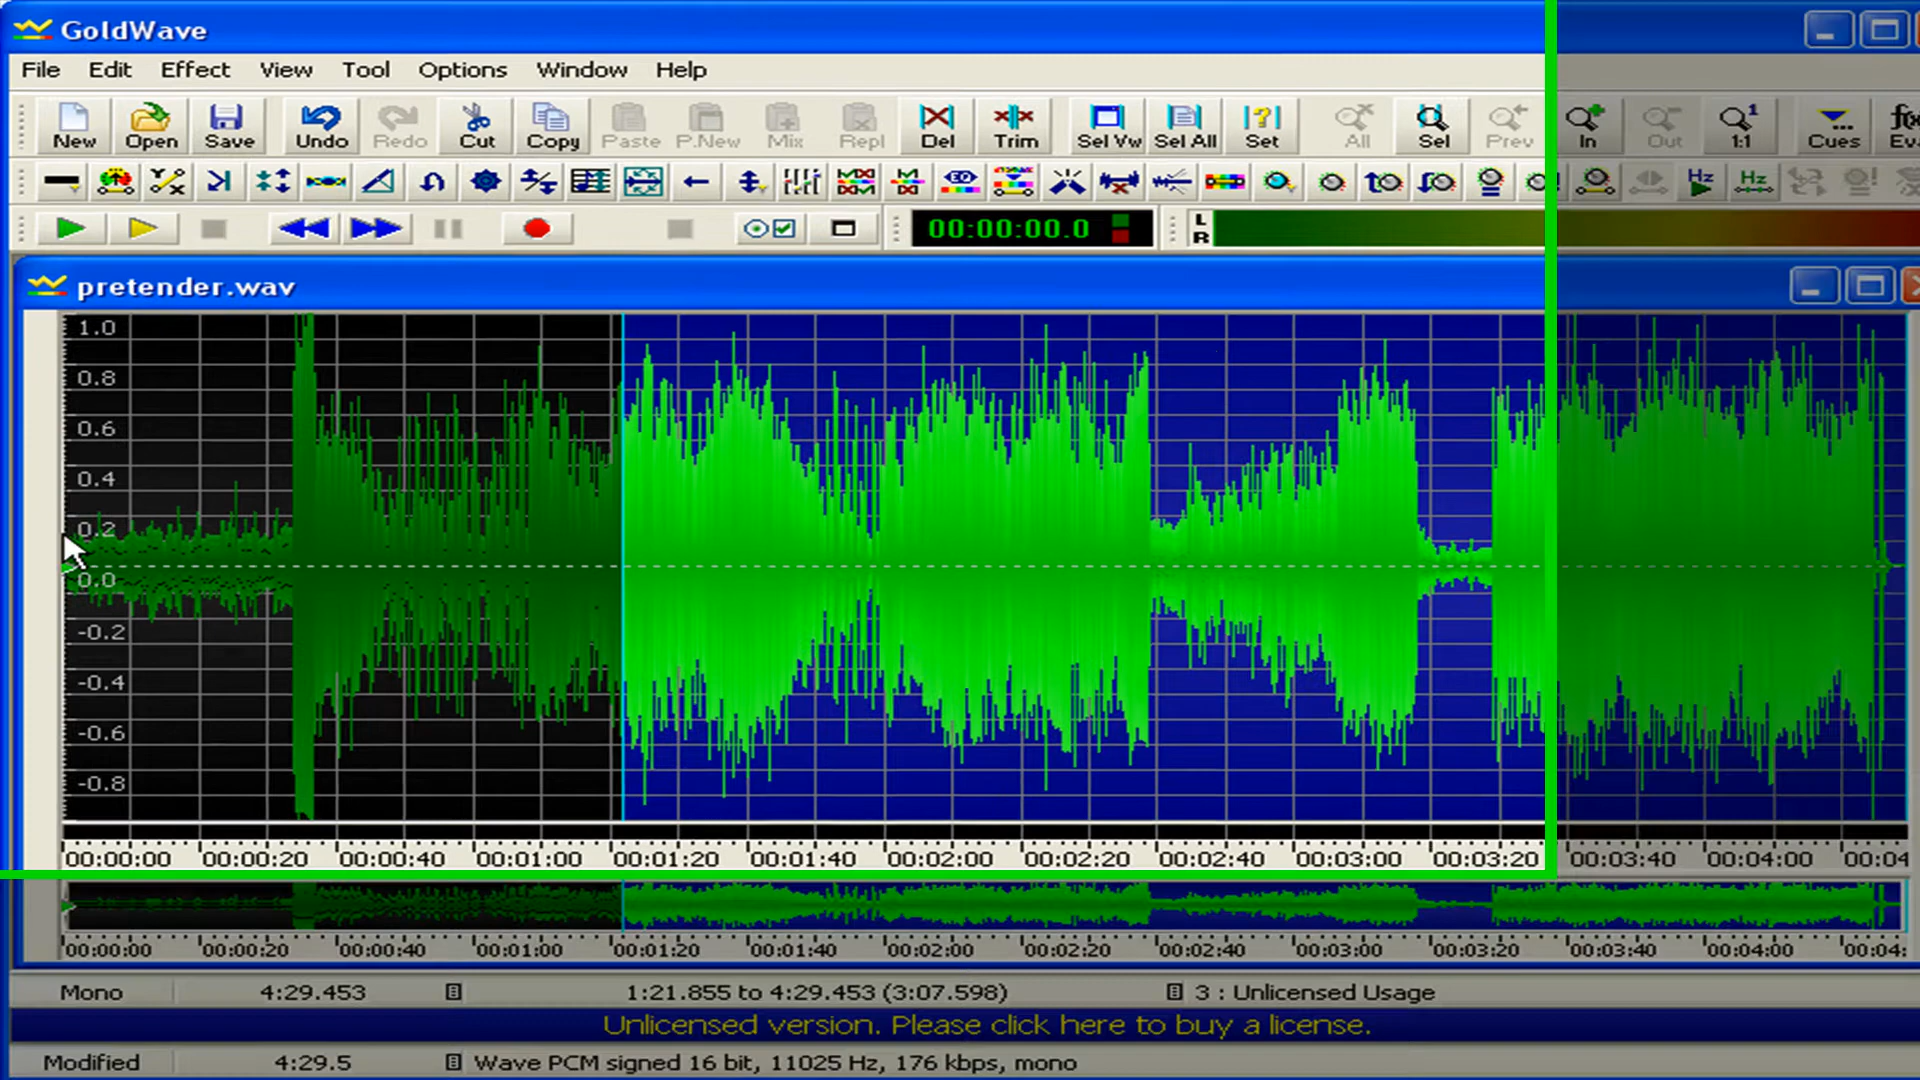 GoldWave
File Edit Effect View Tool Options Window Help
New Open Save Undo Redo Cut Copy Paste P.New Mix Repl Del Trim Sel Vw Sel All Set All Sel Prev In Out 1:1 Cues
Hz Hz
00:00:00.0 L
R
pretender.wav
1.0
0.8
0.6
0.4
0.2
0.0
-0.2
-0.4
-0.6
-0.8
00:00:00 00:00:20 00:00:40 00:01:00 00:01:20 00:01:40 00:02:00 00:02:20 00:02:40 00:03:00 00:03:20 00:03:40 00:04:00 00:04
00:00:00 00:00:20 00:00:40 00:01:00 00:01:20 00:01:40 00:02:00 00:02:20 00:02:40 00:03:00 00:03:20 00:03:40 00:04:00 00:04:
Mono 4:29.453 1:21.855 to 4:29.453 (3:07.598) 3 : Unlicensed Usage
Unlicensed version. Please click here to buy a license.
Modified 4:29.5 Wave PCM signed 16 bit, 11025 Hz, 176 kbps, mono